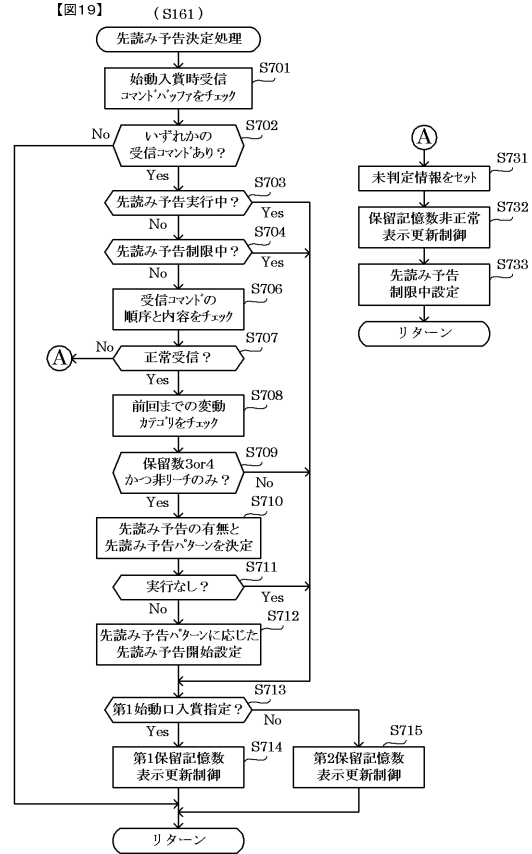 【図19】
(S161)
先読み予告決定処理
S701
始動入賞時受信
コマンドバッファをチェック
S702
No
いずれかの
受信コマンドあり？
Yes
S703
先読み予告実行中？
Yes
No
S704
先読み予告制限中？
Yes
No
S706
受信コマンドの
順序と内容をチェック
S707
A
No
正常受信？
Yes
S708
前回までの変動
カテゴリをチェック
S709
保留数3or4
かつ非リーチのみ？
No
Yes
S710
先読み予告の有無と
先読み予告パターンを決定
S711
実行なし？
Yes
No
S712
先読み予告パターンに応じた
先読み予告開始設定
S713
第1始動口入賞指定？
No
Yes
S714
第1保留記憶数
表示更新制御
S715
第2保留記憶数
表示更新制御
リターン
A
S731
未判定情報をセット
S732
保留記憶数非正常
表示更新制御
S733
先読み予告
制限中設定
リターン